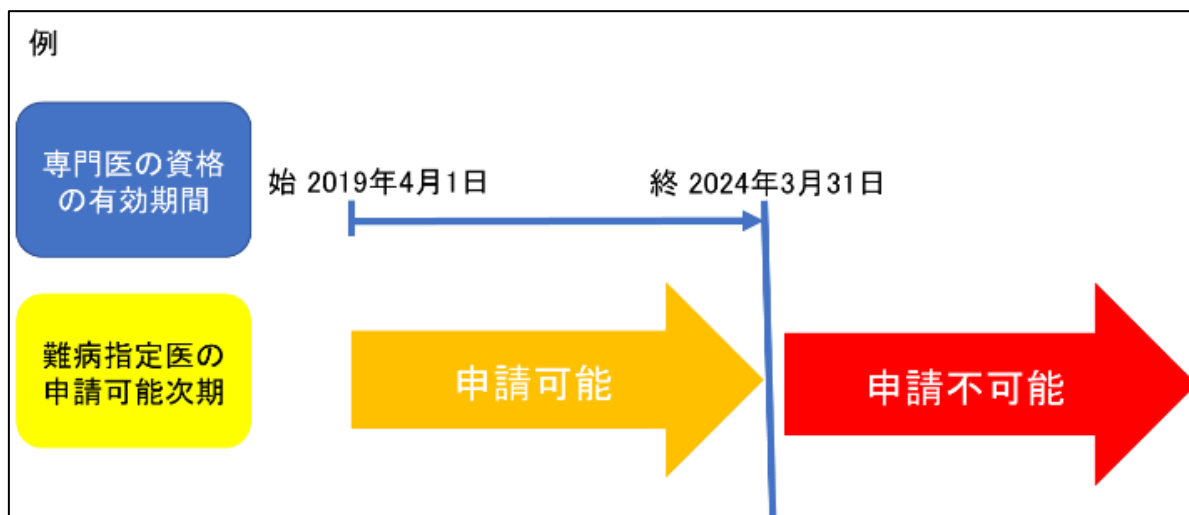 例
専門医の資格
の有効期間
始 2019年4月1日
終 2024年3月31日
難病指定医の
申請可能次期
申請可能
申請不可能